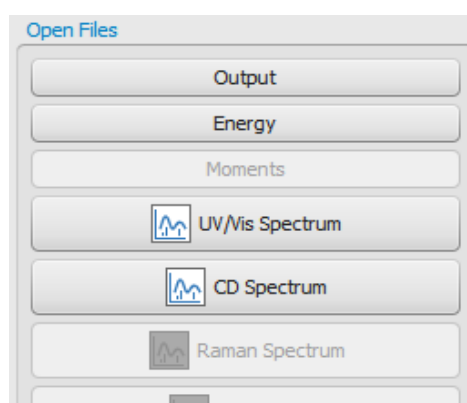 Open Files
Output
Energy
Moments
UV/Vis Spectrum
CD Spectrum
Raman Spectrum